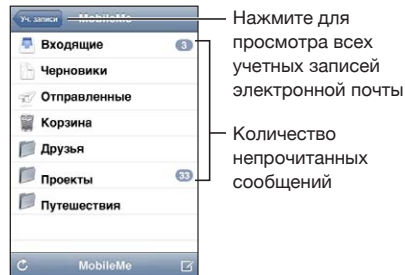 Уч. записи MobileMe
Входящие 3
Черновики
Отправленные
Корзина
Друзья
Проекты 33
Путешествия
MobileMe
Нажмите для
просмотра всех
учетных записей
электронной почты
Количество
непрочитанных
сообщений